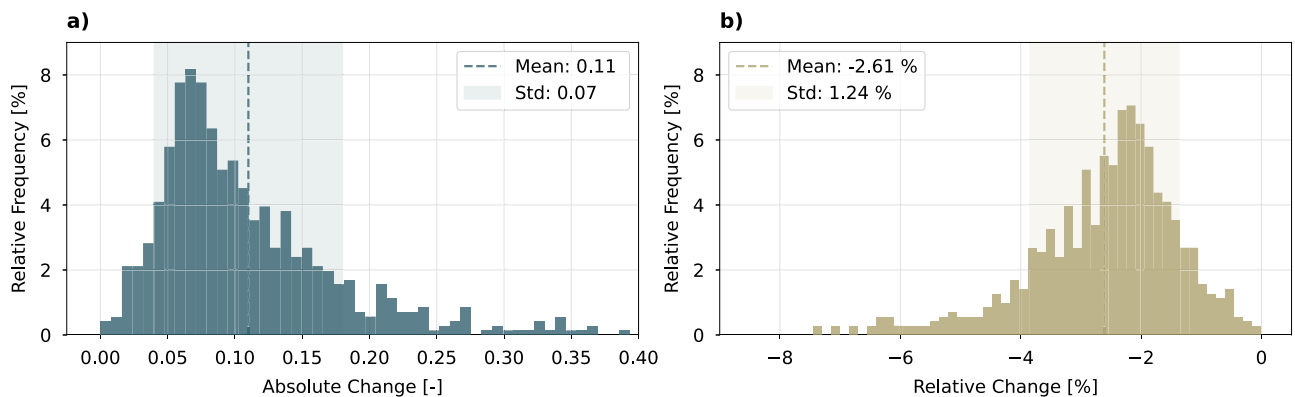 a)
Relative Frequency [%]
8
6
4
2
0
Mean: 0.11
Std: 0.07
0.00 0.05 0.10 0.15 0.20 0.25 0.30 0.35 0.40
Absolute Change [-]
b)
Relative Frequency [%]
8
6
4
2
0
Mean: -2.61 %
Std: 1.24 %
−8 −6 −4 −2 0
Relative Change [%]